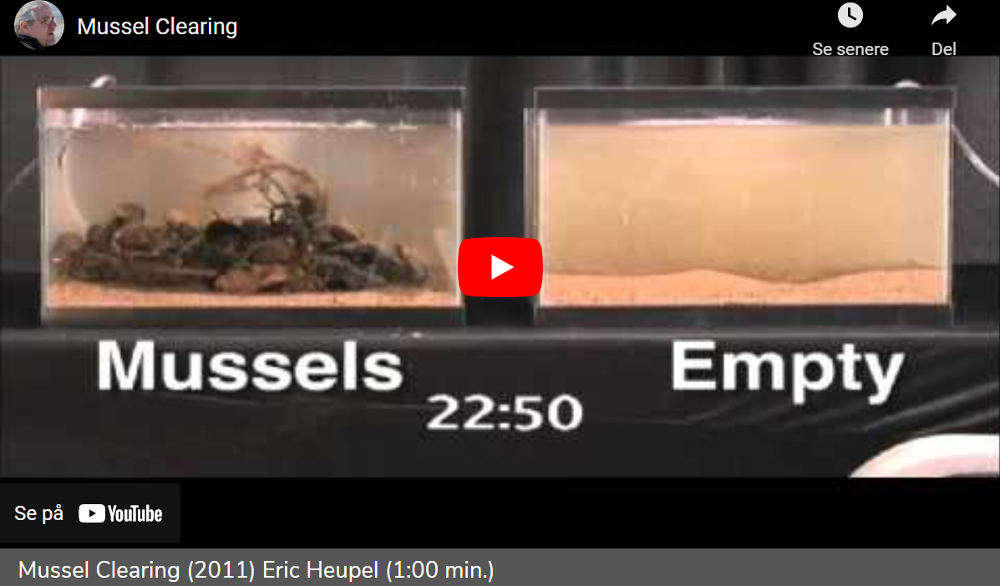 Mussel Clearing
Se senere
Del
Mussels
Empty
22:50
Se på YouTube
Mussel Clearing (2011) Eric Heupel (1:00 min.)